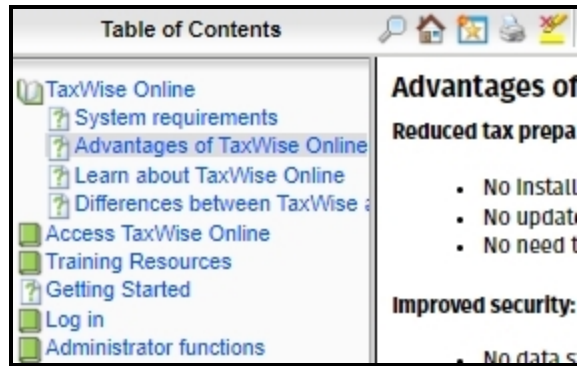 Table of Contents
TaxWise Online
System requirements
Advantages of TaxWise Online
Learn about TaxWise Online
Differences between TaxWise
Access TaxWise Online
Training Resources
Getting Started
Log in
Administrator functions
Advantages of
Reduced tax prepa
No Install
No update
No need t
Improved security:
No data s